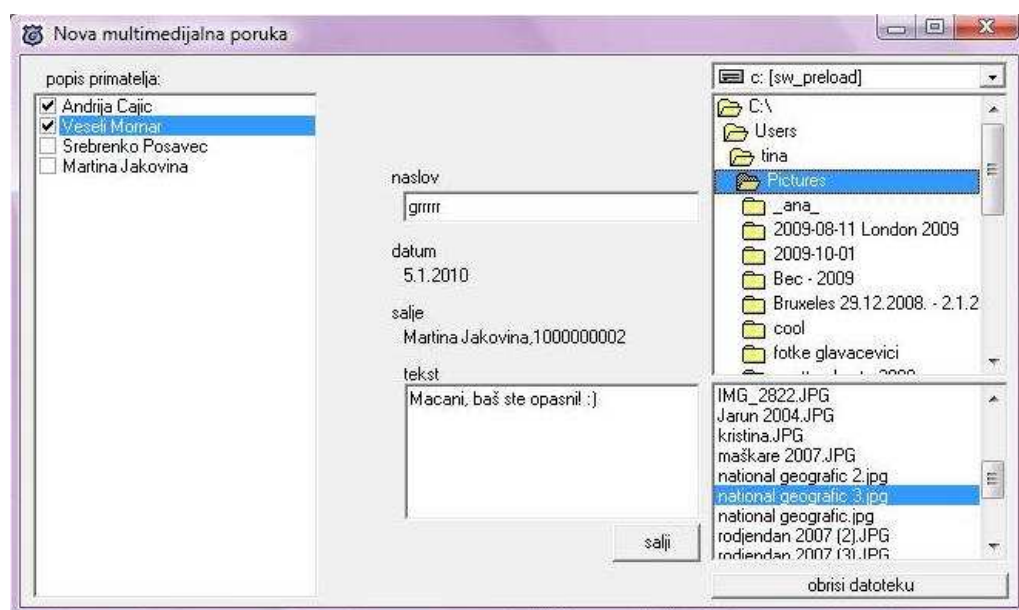 Nova multimedijalna poruka
popis primatelja:
Andrija Cajic
Veseli Mornar
Srebrenko Posavec
Martina Jakovina
naslov
grrrrr
datum
5.1.2010
salje
Martina Jakovina,1000000002
tekst
Macani, baš ste opasni! :)
salji
c: [sw_preload]
C:\
Users
tina
Pictures
_ana_
2009-08-11 London 2009
2009-10-01
Bec - 2009
Bruxeles 29.12.2008. - 2.1.2
cool
fotke glavacevici
IMG_2822.JPG
Jarun 2004.JPG
kristina.JPG
maškare 2007.JPG
national geografic 2.jpg
national geografic 3.jpg
national geografic.jpg
rodjendan 2007 (2).JPG
rodjendan 2007 (3).JPG
obrisi datoteku